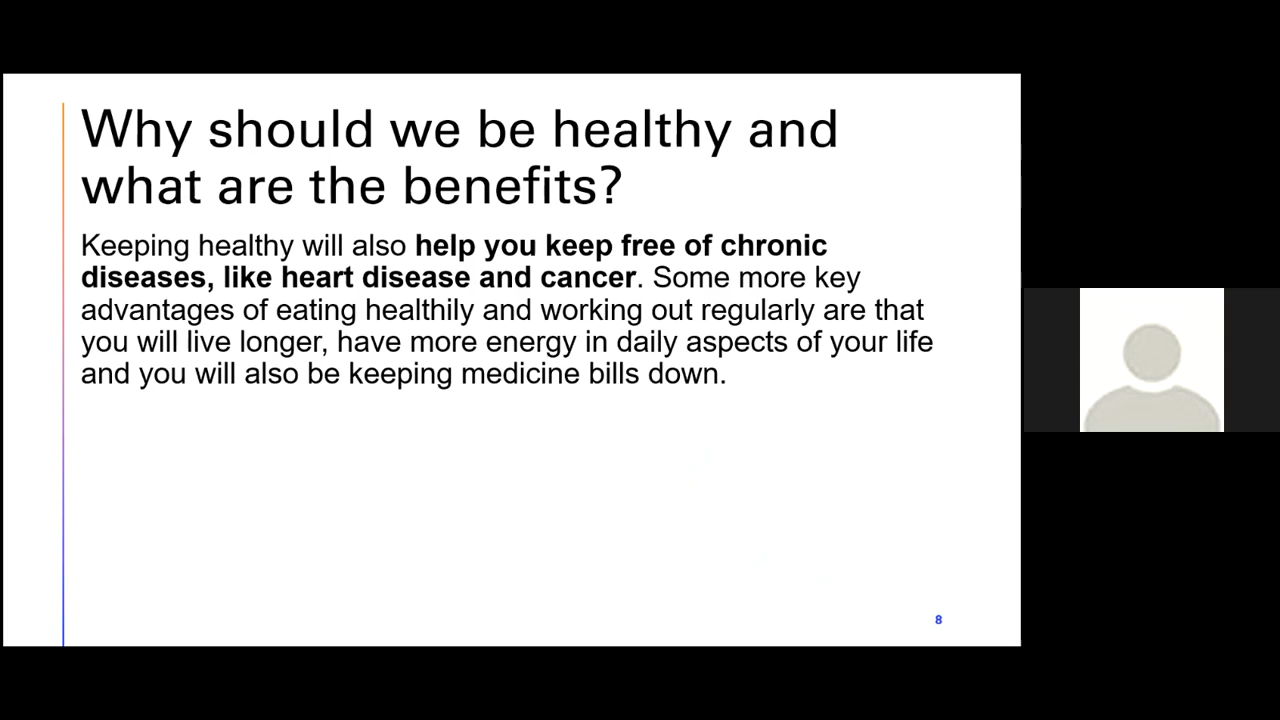 Why should we be healthy and
what are the benefits?
Keeping healthy will also help you keep free of chronic
diseases, like heart disease and cancer. Some more key
advantages of eating healthily and working out regularly are that
you will live longer, have more energy in daily aspects of your life
and you will also be keeping medicine bills down.
8